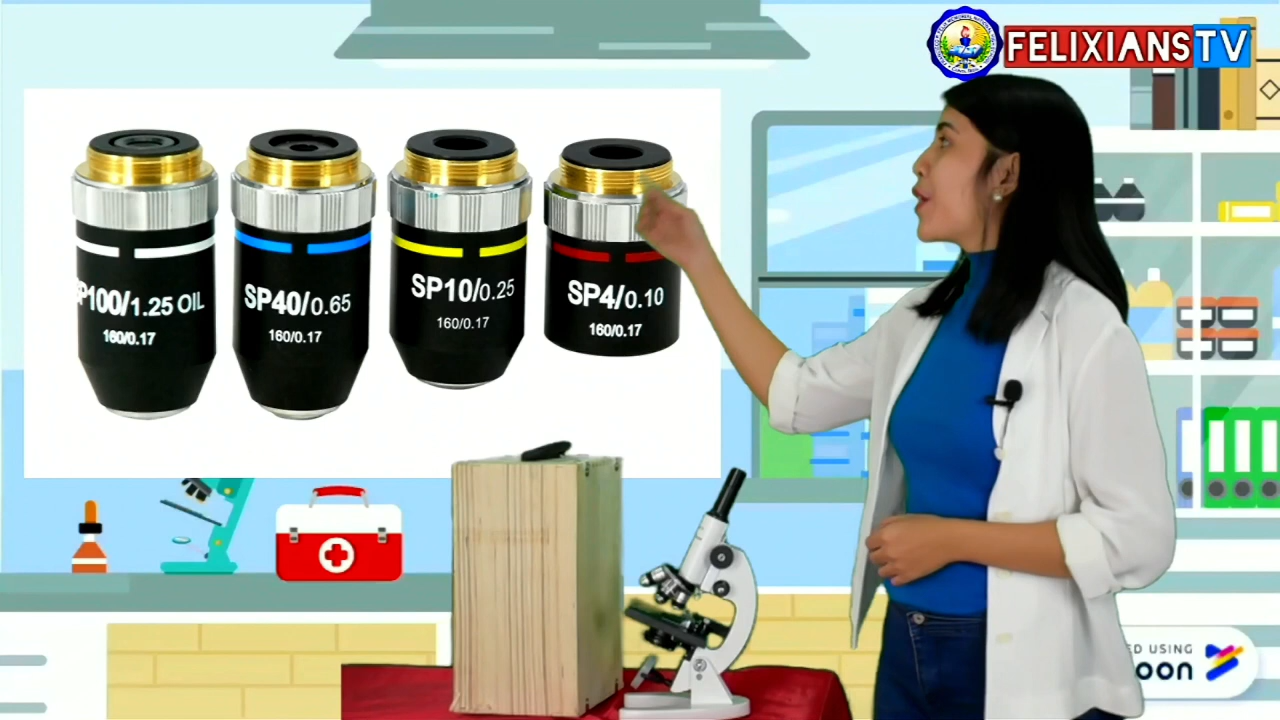 FELIXIANSTV
SP100/1.25 OIL
160/0.17
SP40/0.65
160/0.17
SP10/0.25
160/0.17
SP4/0.10
160/0.17
ED USING
oon